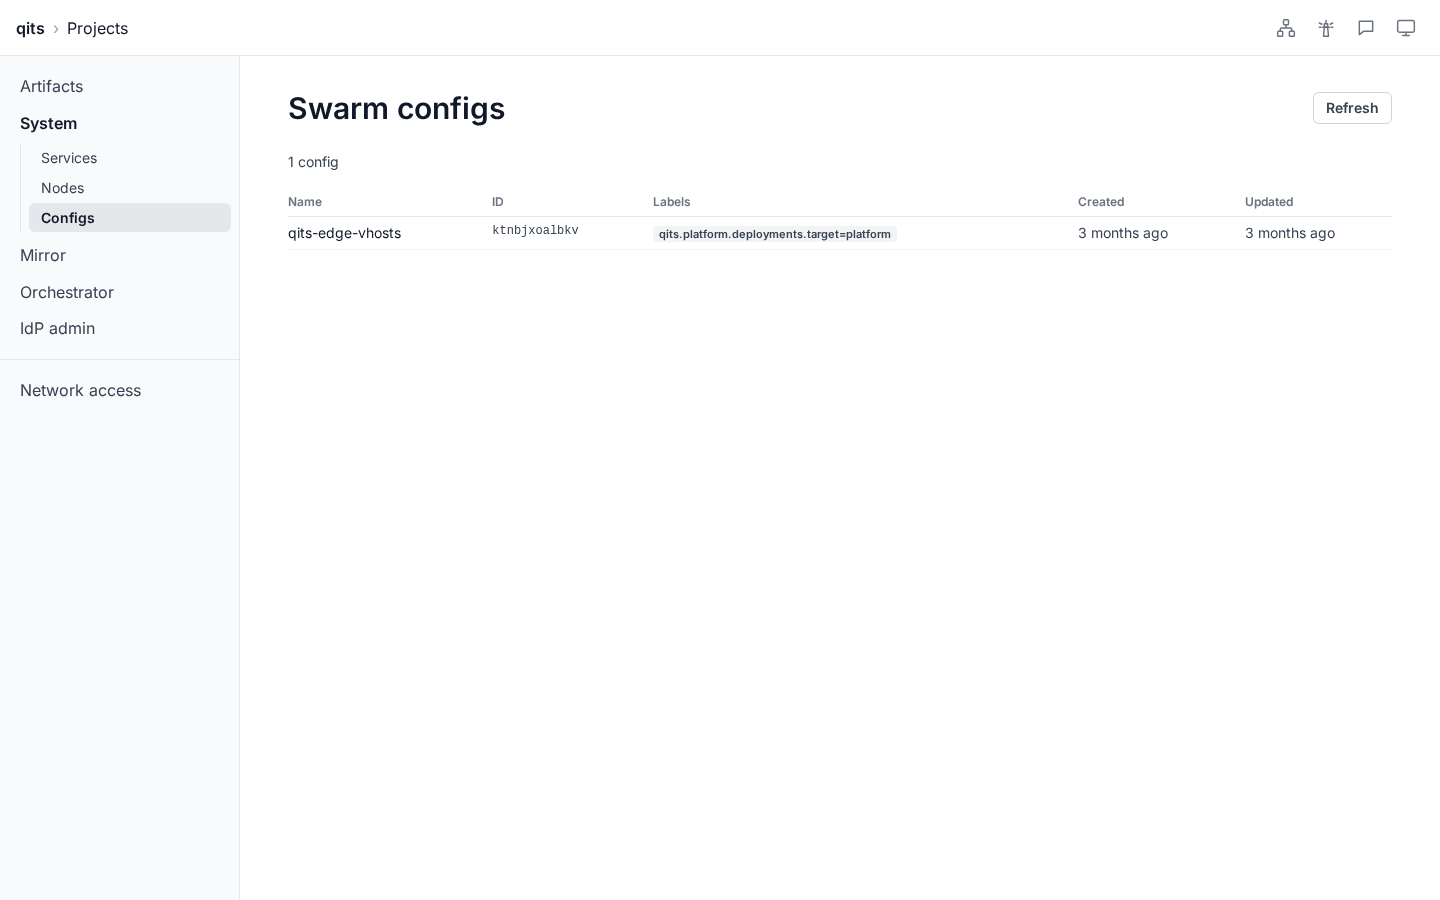 qits › Projects
Artifacts
System
Services
Nodes
Configs
Mirror
Orchestrator
IdP admin
Network access
Swarm configs
Refresh
1 config
Name ID Labels Created Updated
qits-edge-vhosts ktnbjxoalbkv qits.platform.deployments.target=platform 3 months ago 3 months ago